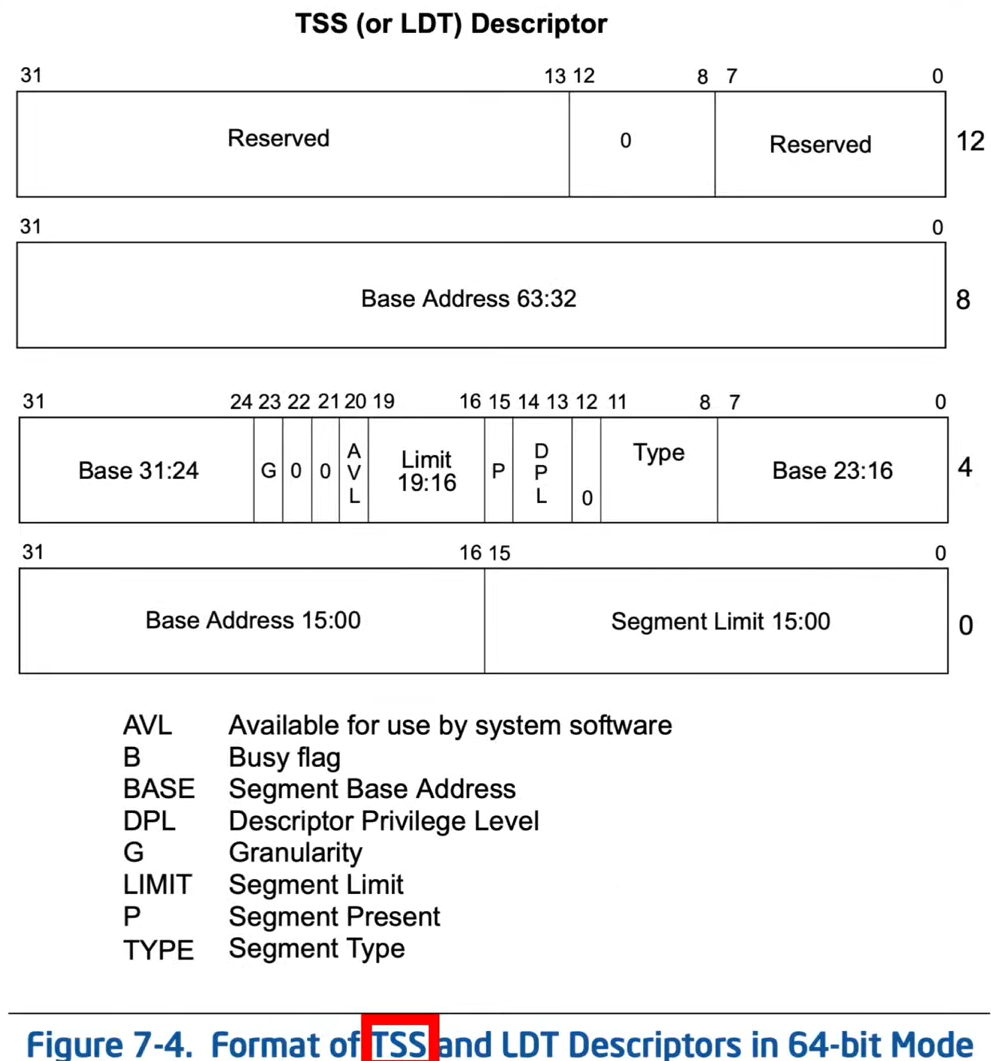 TSS (or LDT) Descriptor
31 13 12 8 7 0
Reserved 0 Reserved 12
31 0
Base Address 63:32 8
31 24 23 22 21 20 19 16 15 14 13 12 11 8 7 0
Base 31:24 G 0 0 AVL Limit 19:16 P DPL 0 Type Base 23:16 4
31 16 15 0
Base Address 15:00 Segment Limit 15:00 0
AVL Available for use by system software
B Busy flag
BASE Segment Base Address
DPL Descriptor Privilege Level
G Granularity
LIMIT Segment Limit
P Segment Present
TYPE Segment Type
Figure 7-4. Format of TSS and LDT Descriptors in 64-bit Mode